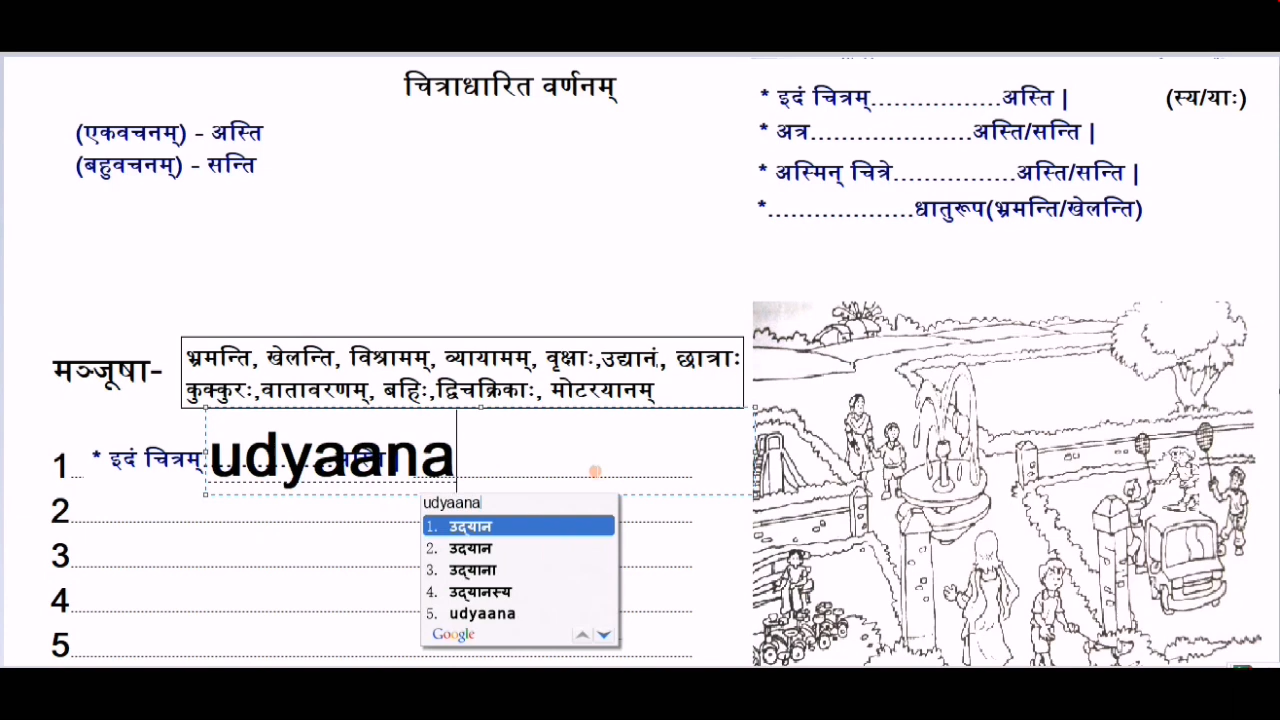 चित्राधारित वर्णनम्
(एकवचनम्) - अस्ति
(बहुवचनम्) - सन्ति
* इदं चित्रम्..................अस्ति | (स्य/याः)
* अत्र......................अस्ति/सन्ति |
* अस्मिन् चित्रे................अस्ति/सन्ति |
*...................धातुरूप(भ्रमन्ति/खेलन्ति)
मञ्जूषा-
भ्रमन्ति, खेलन्ति, विश्रामम्, व्यायामम्, वृक्षाः,उद्यानं, छात्राः
कुक्कुरः,वातावरणम्, बहिः,द्विचक्रिकाः, मोटरयानम्
1 * इदं चित्रम् udyaana
udyaana
1. उद्यान
2. उदयान
3. उद्याना
4. उद्यानस्य
5. udyaana
Google
2
3
4
5